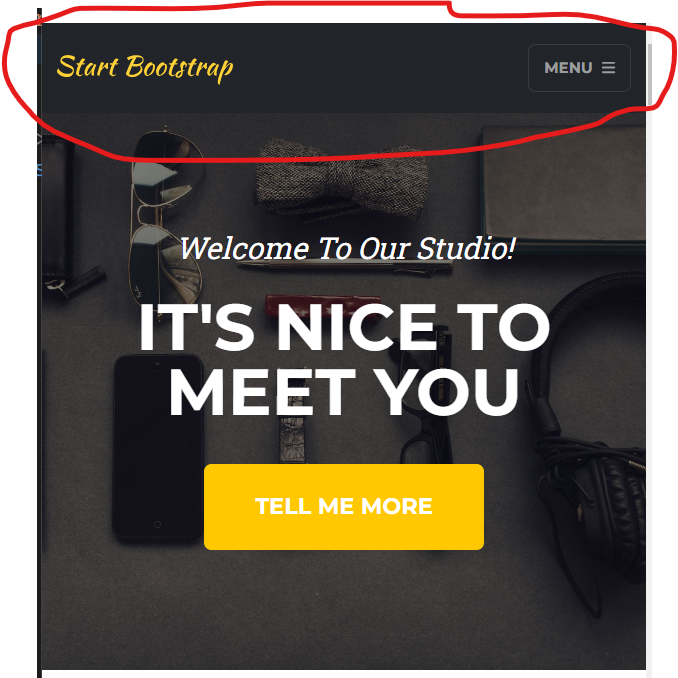 Start Bootstrap
MENU
Welcome To Our Studio!
IT'S NICE TO
MEET YOU
TELL ME MORE